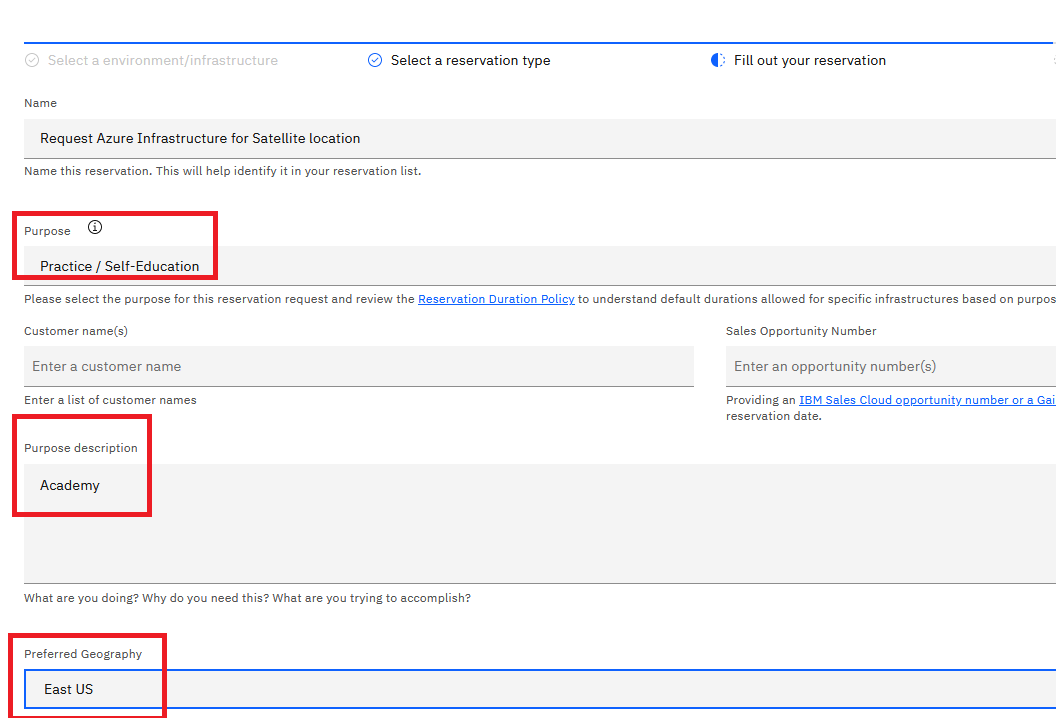 Select a environment/infrastructure
Select a reservation type
Fill out your reservation
Name
Request Azure Infrastructure for Satellite location
Name this reservation. This will help identify it in your reservation list.
Purpose
Practice / Self-Education
Please select the purpose for this reservation request and review the Reservation Duration Policy to understand default durations allowed for specific infrastructures based on purpos
Customer name(s)
Enter a customer name
Enter a list of customer names
Sales Opportunity Number
Enter an opportunity number(s)
Providing an IBM Sales Cloud opportunity number or a Gai
reservation date.
Purpose description
Academy
What are you doing? Why do you need this? What are you trying to accomplish?
Preferred Geography
East US